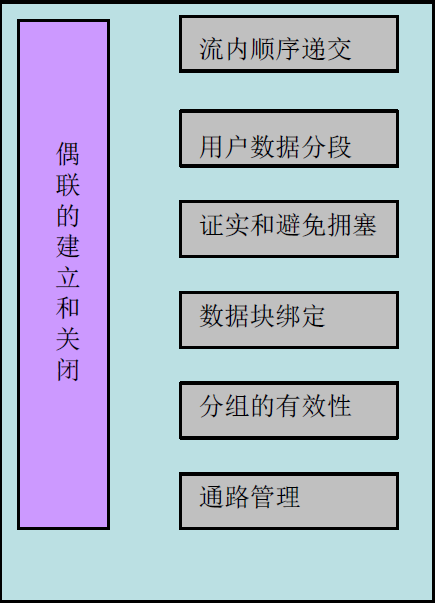 偶联的建立和关闭
流内顺序递交
用户数据分段
证实和避免拥塞
数据块绑定
分组的有效性
通路管理